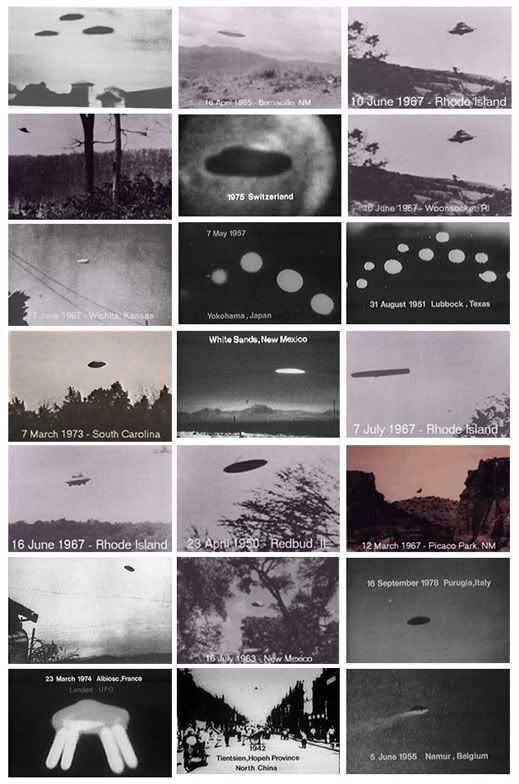 18 April 1965 - Bernacillo, NM
10 June 1967 - Rhode Island
1975 Switzerland
10 June 1967 - Woonsocket, RI
27 June 1967 - Wichita, Kansas
7 May 1957
Yokohama, Japan
31 August 1951 Lubbock, Texas
7 March 1973 - South Carolina
White Sands, New Mexico
7 July 1967 - Rhode Island
16 June 1967 - Rhode Island
23 April 1950 - Redbud, IL
12 March 1967 - Picaco Park, NM
16 July 1963 - New Mexico
16 September 1978 Purugia, Italy
23 March 1974 Albiosc, France
Landed UFO
1942
Tientsien, Hopeh Province
North China
5 June 1955 Namur, Belgium